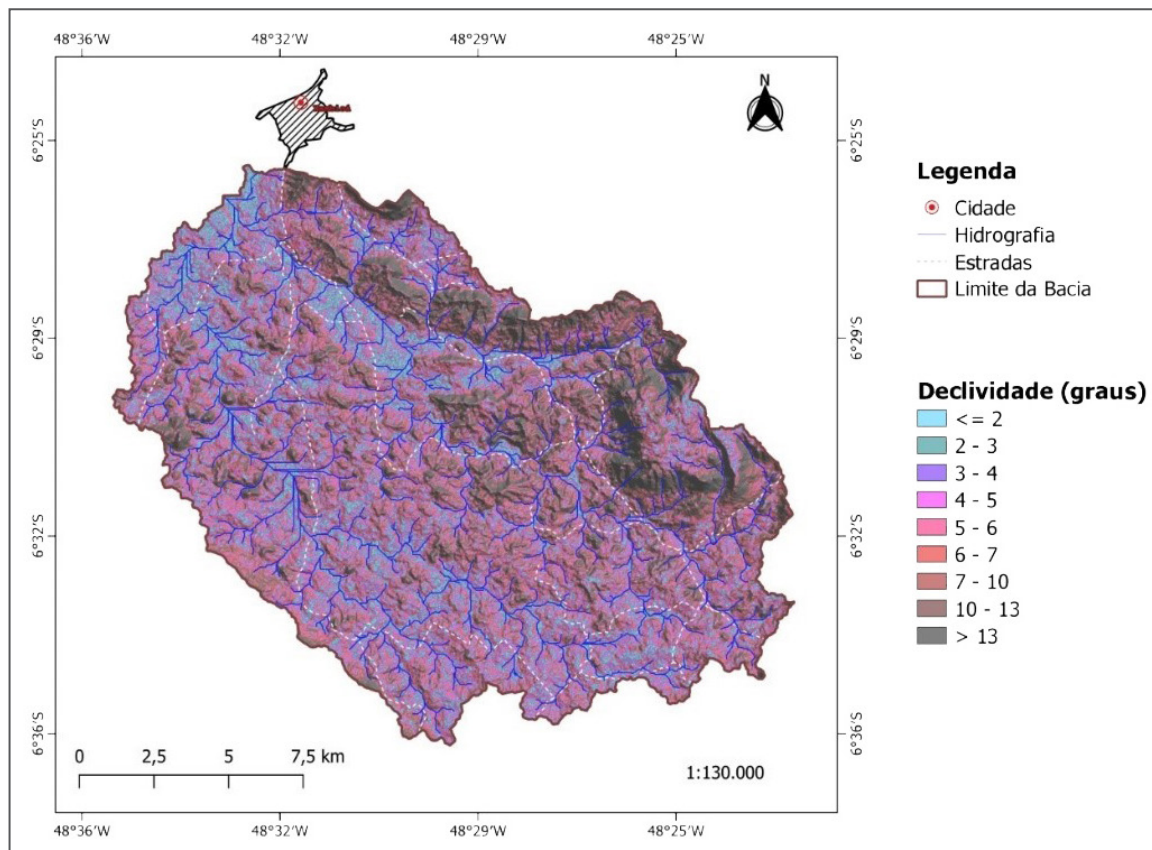 48°36'W 48°32'W 48°29'W 48°25'W
N
6°25'S 6°25'S
6°29'S 6°29'S
6°32'S 6°32'S
6°36'S 6°36'S
0 2,5 5 7,5 km
1:130.000
48°36'W 48°32'W 48°29'W 48°25'W
Legenda
Cidade
Hidrografia
Estradas
Limite da Bacia
Declividade (graus)
<= 2
2 - 3
3 - 4
4 - 5
5 - 6
6 - 7
7 - 10
10 - 13
> 13